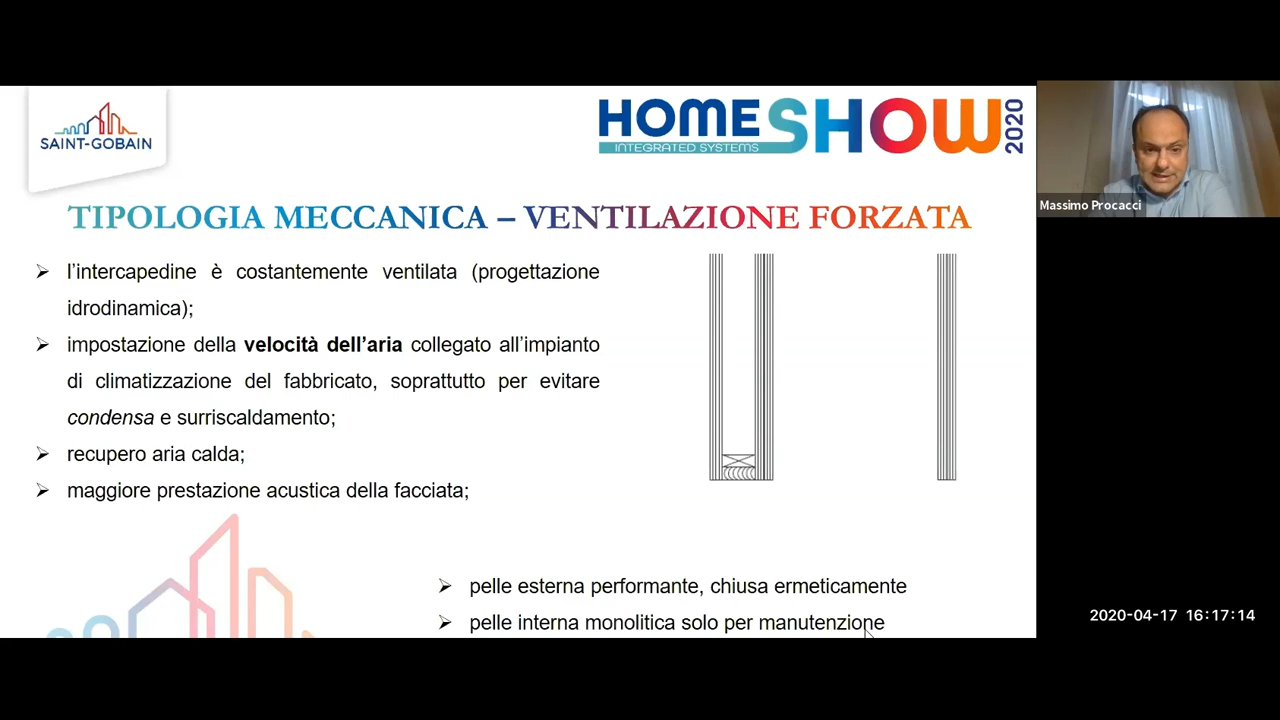 SAINT-GOBAIN
HOMESHOW 2020
INTEGRATED SYSTEMS
Massimo Procacci
TIPOLOGIA MECCANICA – VENTILAZIONE FORZATA
➢ l’intercapedine è costantemente ventilata (progettazione
idrodinamica);
➢ impostazione della velocità dell’aria collegato all’impianto
di climatizzazione del fabbricato, soprattutto per evitare
condensa e surriscaldamento;
➢ recupero aria calda;
➢ maggiore prestazione acustica della facciata;
➢ pelle esterna performante, chiusa ermeticamente
➢ pelle interna monolitica solo per manutenzione
2020-04-17 16:17:14